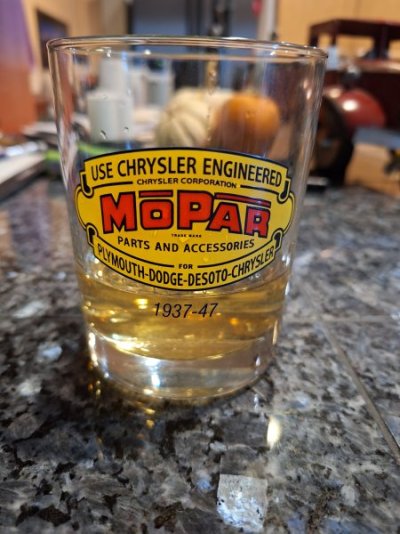 USE CHRYSLER ENGINEERED
CHRYSLER CORPORATION
MOPAR
TRADE MARK
PARTS AND ACCESSORIES
FOR
PLYMOUTH-DODGE-DESOTO-CHRYSLER
1937-47